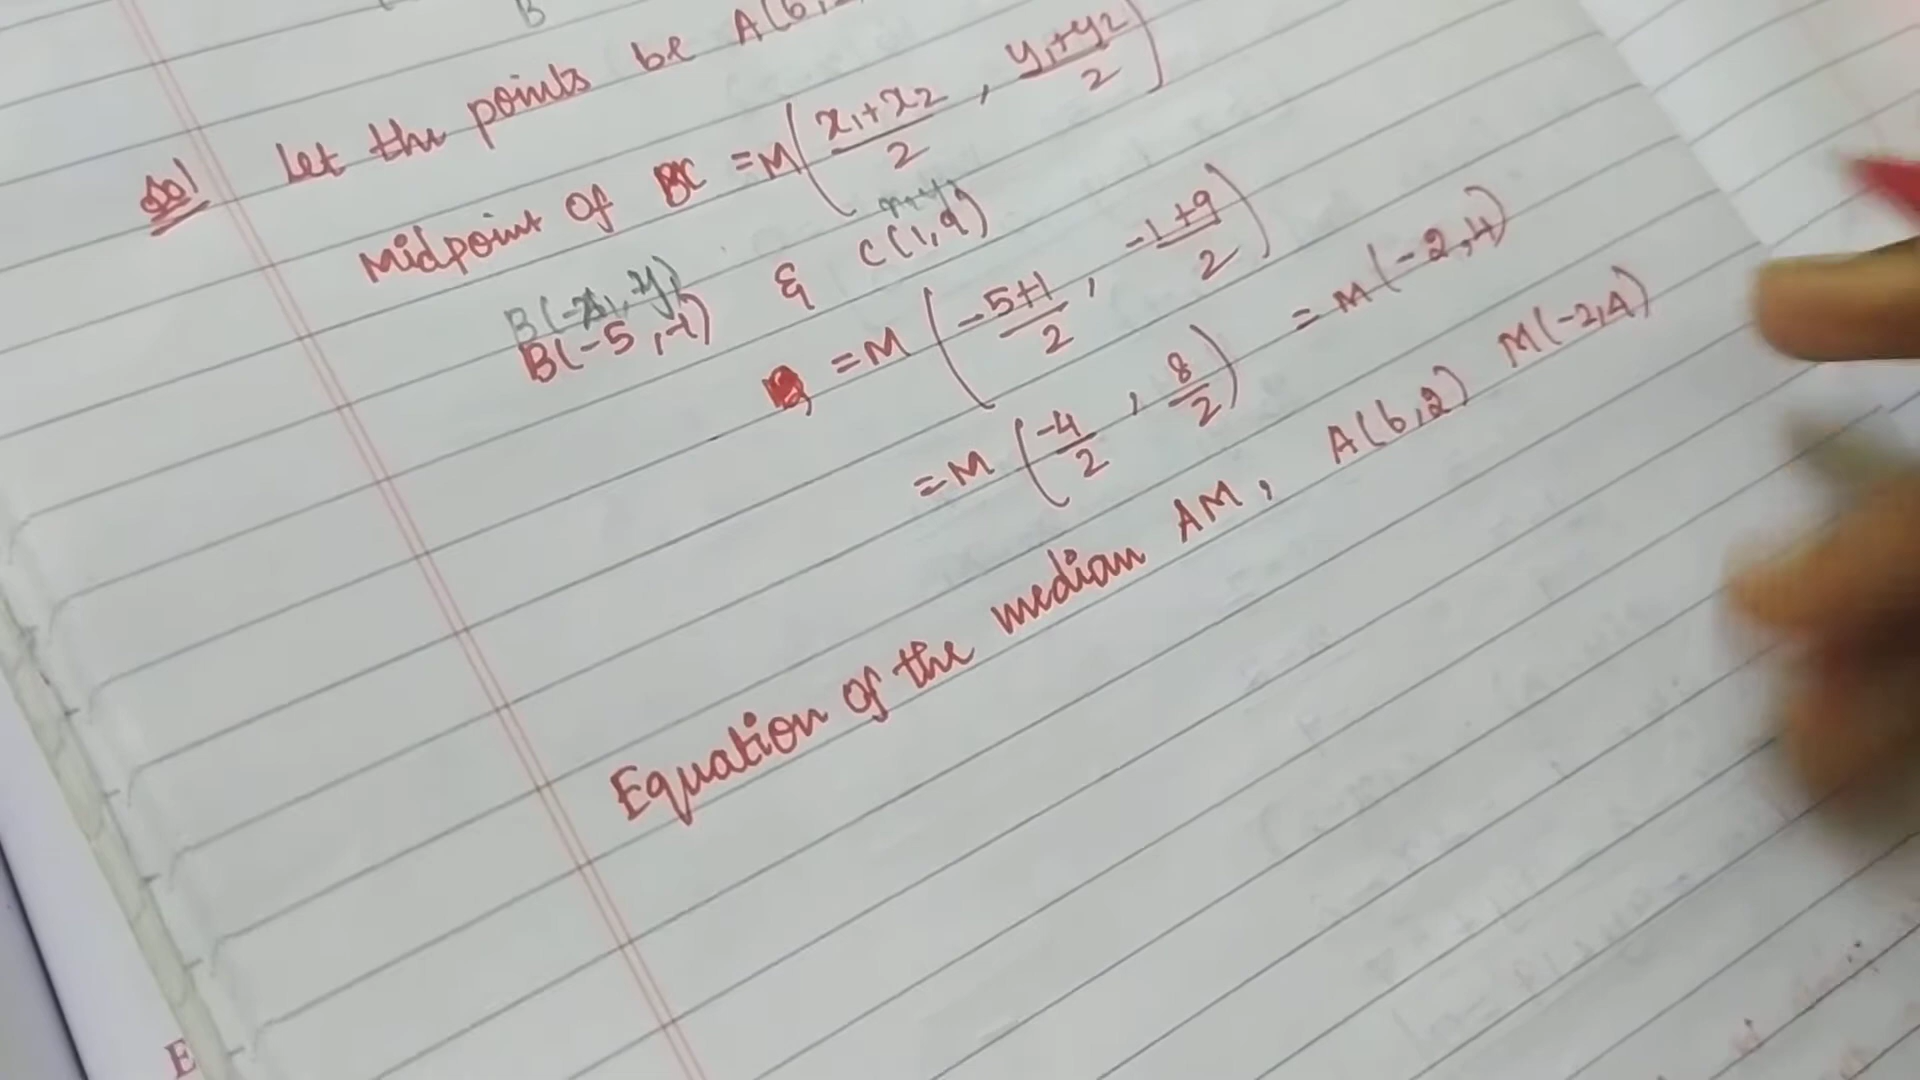 B
Sol Let the points be A(6,
Midpoint of BC = M( x₁+x₂/2 , y₁+y₂/2 )
B(-5,-1) & C(1,9)
= M( -5+1/2 , -1+9/2 )
= M( -4/2 , 8/2 ) = M(-2,4)
Equation of the median AM, A(6,2) M(-2,4)
E